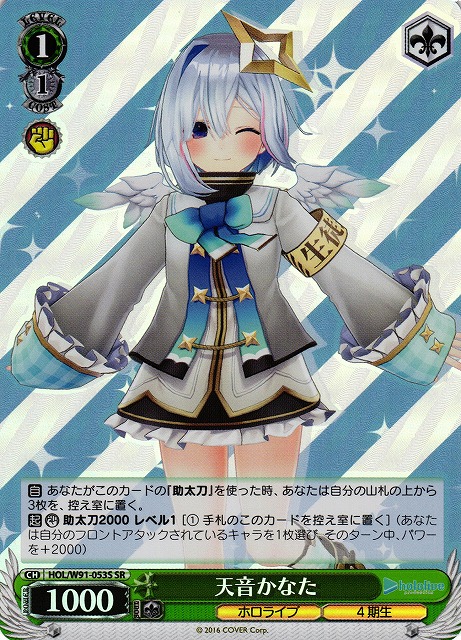 LEVEL
1
1
COST
生徒
自 あなたがこのカードの「助太刀」を使った時、あなたは自分の山札の上から
3枚を、控え室に置く。
起 助太刀2000 レベル1 [① 手札のこのカードを控え室に置く](あなた
は自分のフロントアタックされているキャラを1枚選び、そのターン中、パワー
を+2000)
CH HOL/W91-053S SR
天音かなた
hololive
POWER
1000
SOUL
ホロライブ
4期生
© 2016 COVER Corp.